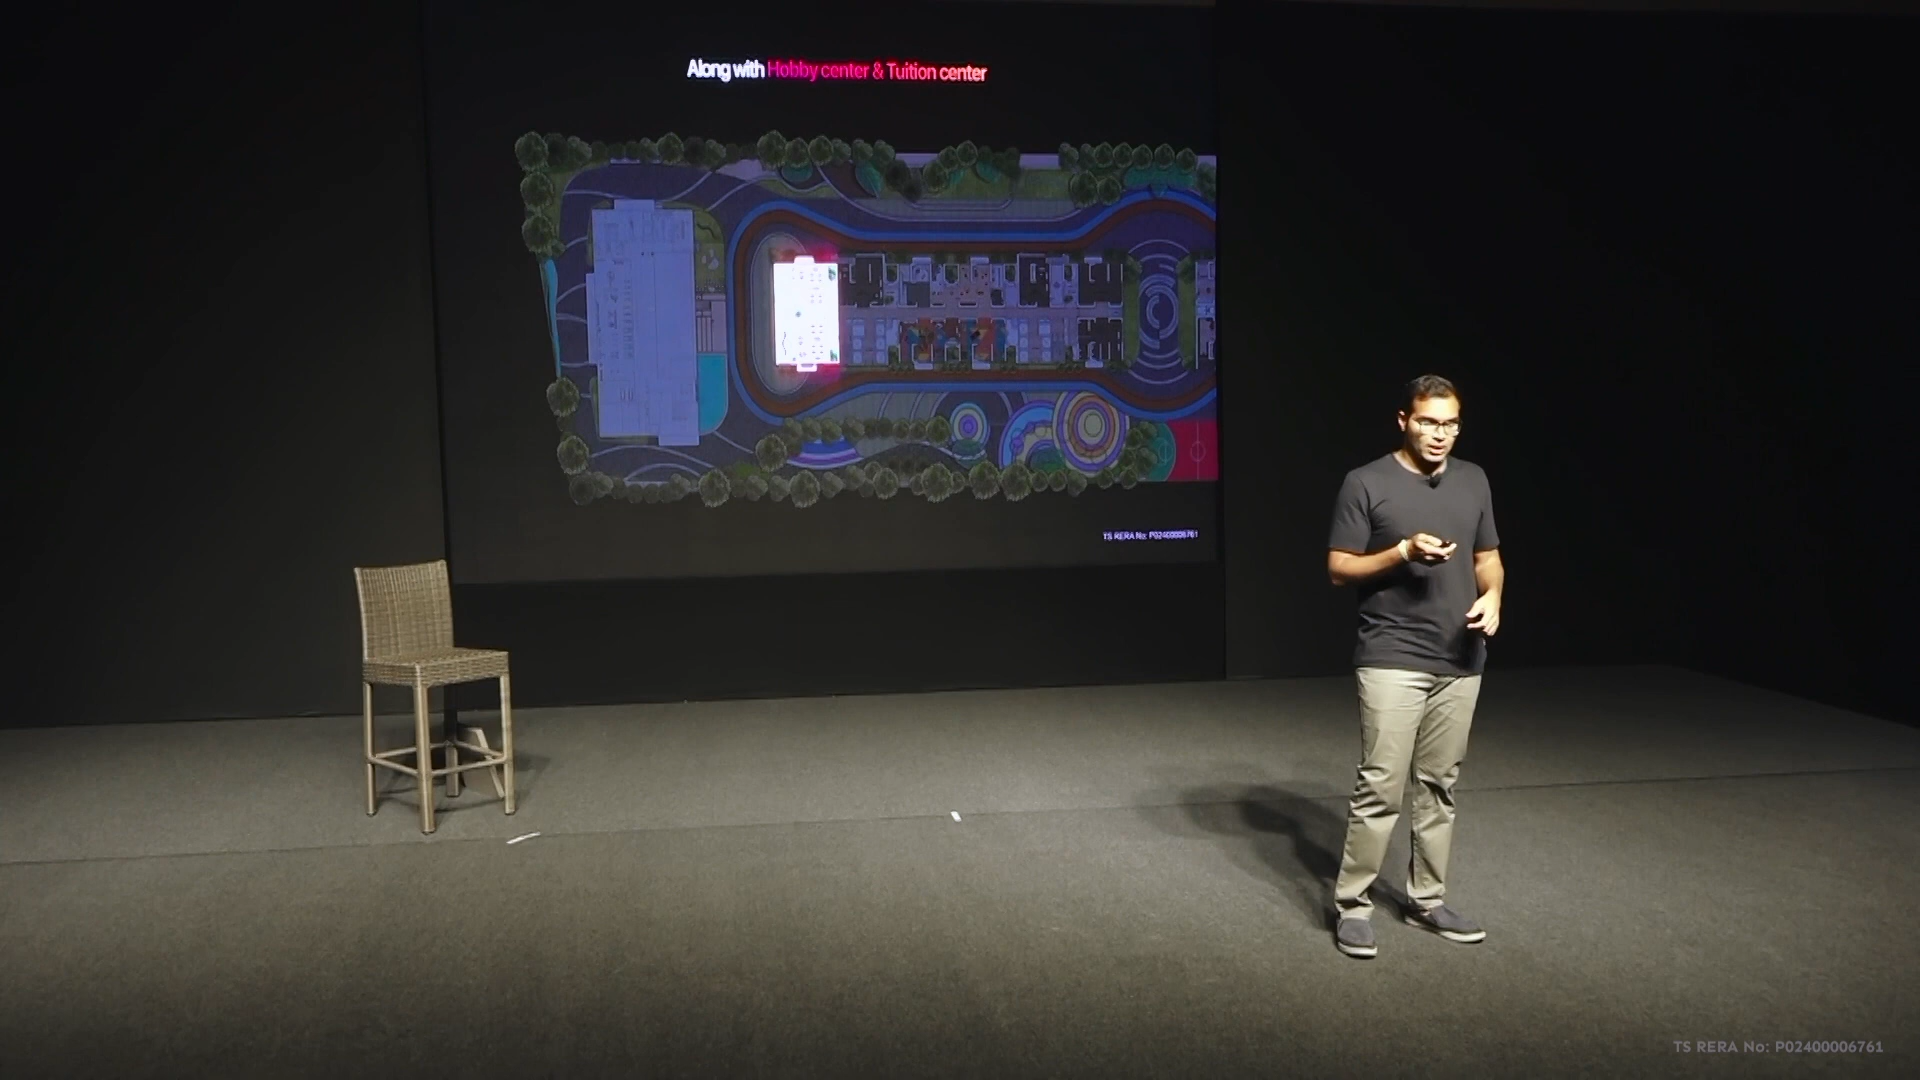 Along with Hobby center & Tuition center
TS RERA No: P02400006761
TS RERA No: P02400006761